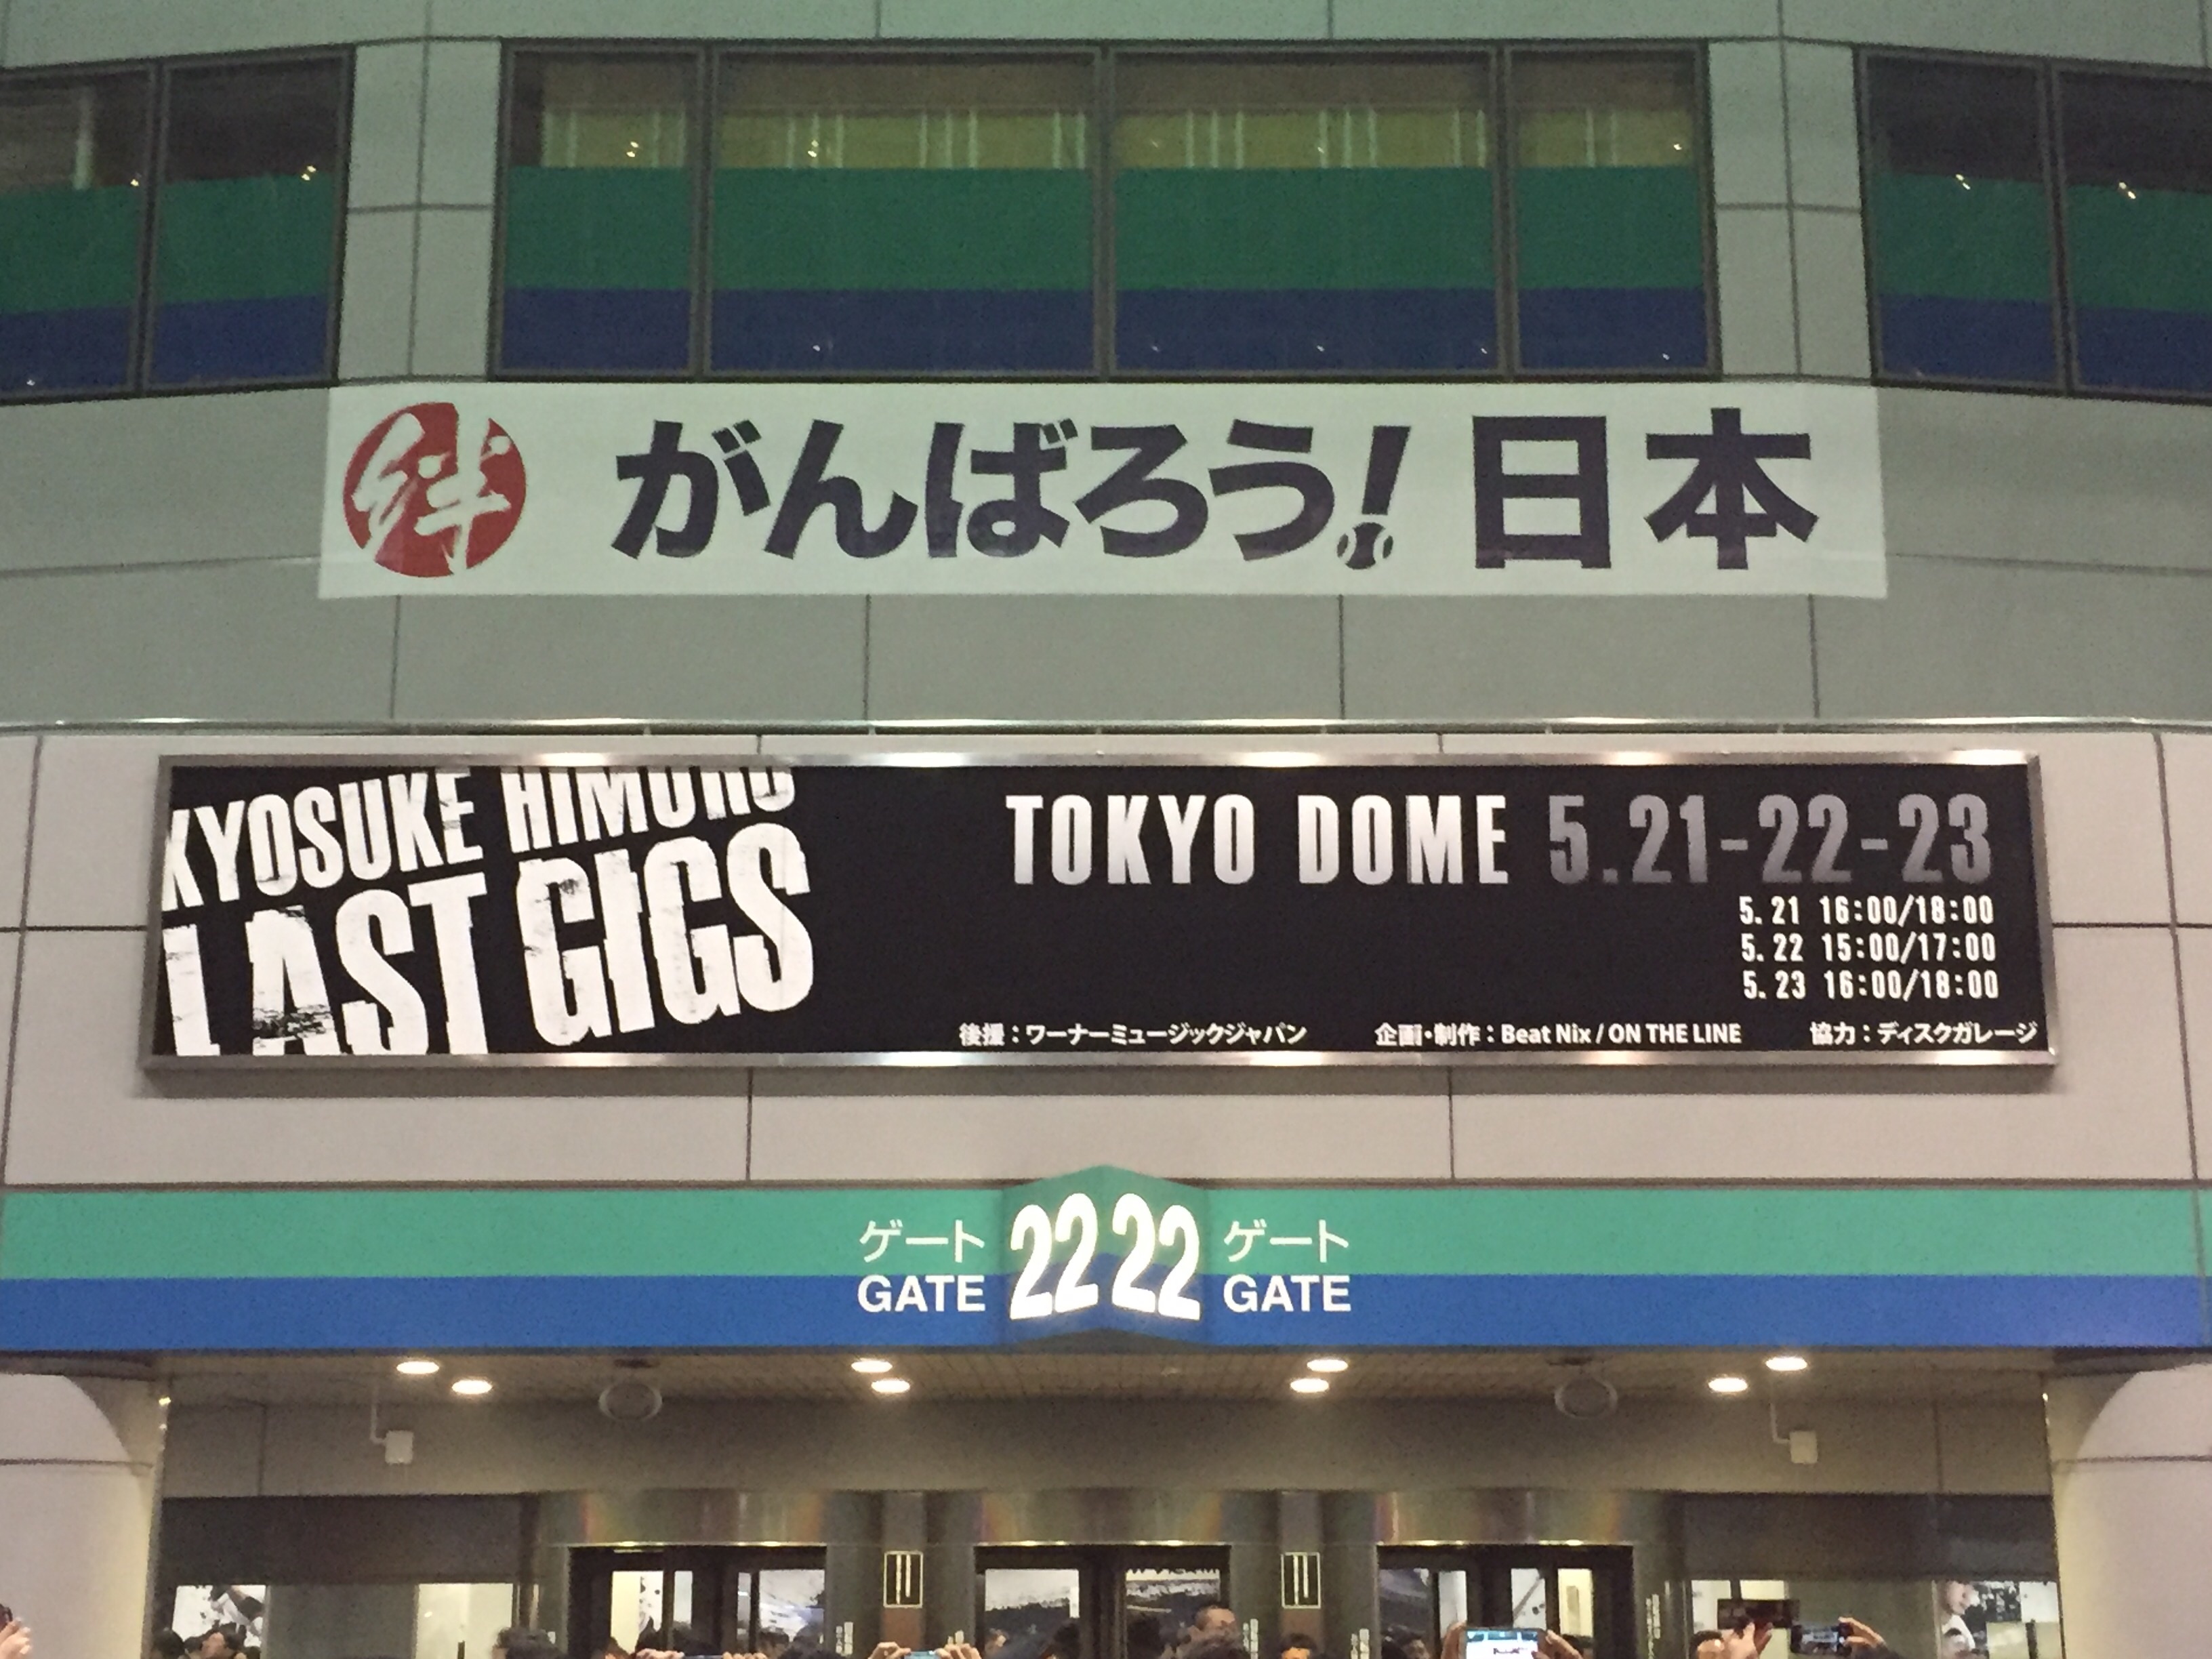 絆 がんばろう! 日本
KYOSUKE HIMURO
LAST GIGS
TOKYO DOME 5.21-22-23
5.21 16:00/18:00
5.22 15:00/17:00
5.23 16:00/18:00
後援：ワーナーミュージックジャパン 企画・制作：Beat Nix / ON THE LINE 協力：ディスクガレージ
ゲート 22 22 ゲート
GATE GATE